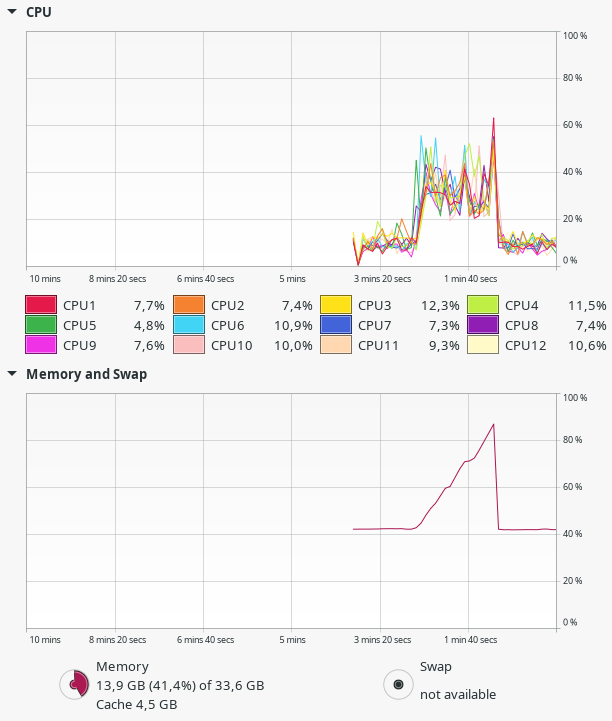 CPU
100 %
80 %
60 %
40 %
20 %
0 %
10 mins 8 mins 20 secs 6 mins 40 secs 5 mins 3 mins 20 secs 1 min 40 secs
CPU1 7,7% CPU2 7,4% CPU3 12,3% CPU4 11,5%
CPU5 4,8% CPU6 10,9% CPU7 7,3% CPU8 7,4%
CPU9 7,6% CPU10 10,0% CPU11 9,3% CPU12 10,6%
Memory and Swap
100 %
80 %
60 %
40 %
20 %
0 %
10 mins 8 mins 20 secs 6 mins 40 secs 5 mins 3 mins 20 secs 1 min 40 secs
Memory
13,9 GB (41,4%) of 33,6 GB
Cache 4,5 GB
Swap
not available